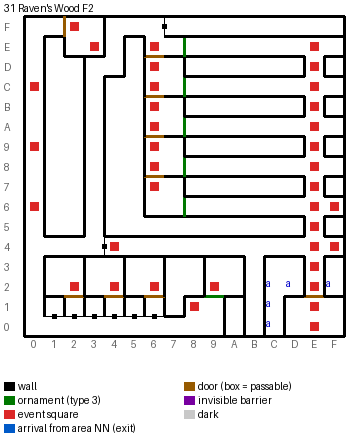 31 Raven's Wood F2
F
E
D
C
B
A
9
8
7
6
5
4
3
2 a a a
1 a
0 a
0 1 2 3 4 5 6 7 8 9 A B C D E F
wall door (box = passable)
ornament (type 3) invisible barrier
event square dark
arrival from area NN (exit)